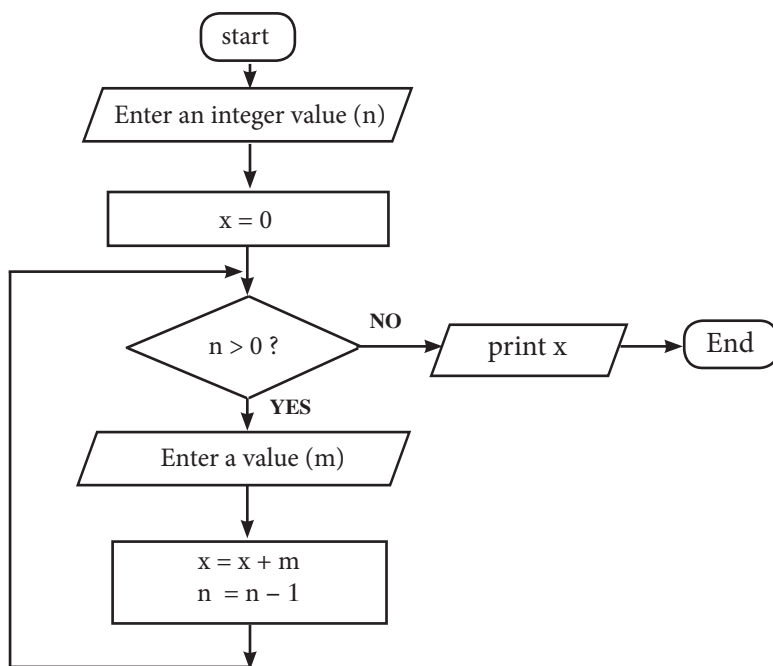 start
Enter an integer value (n)
x = 0
n > 0 ?
NO
print x
End
YES
Enter a value (m)
x = x + m
n = n − 1